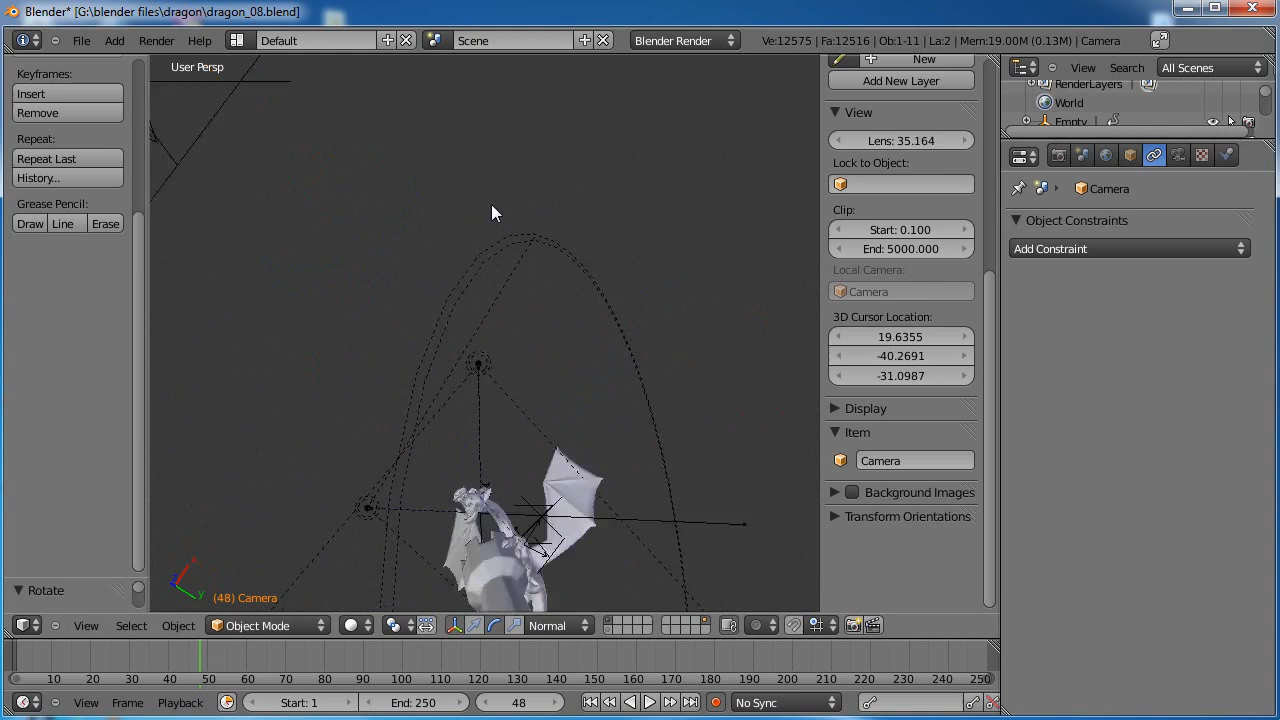 Blender* [G:\blender files\dragon\dragon_08.blend]
File Add Render Help Default Scene Blender Render Ve:12575 | Fa:12516 | Ob:1-11 | La:2 | Mem:19.00M (0.13M) | Camera
Keyframes:
Insert
Remove
Repeat:
Repeat Last
History...
Grease Pencil:
Draw Line Erase
Rotate
User Persp
x
y
(48) Camera
New
Add New Layer
View
Lens: 35.164
Lock to Object:
Clip:
Start: 0.100
End: 5000.000
Local Camera:
Camera
3D Cursor Location:
19.6355
-40.2691
-31.0987
Display
Item
Camera
Background Images
Transform Orientations
View Search All Scenes
RenderLayers
World
Empty
Camera
Object Constraints
Add Constraint
View Select Object Object Mode Normal
0 10 20 30 40 50 60 70 80 90 100 110 120 130 140 150 160 170 180 190 200 210 220 230 240 250
View Frame Playback Start: 1 End: 250 48 No Sync